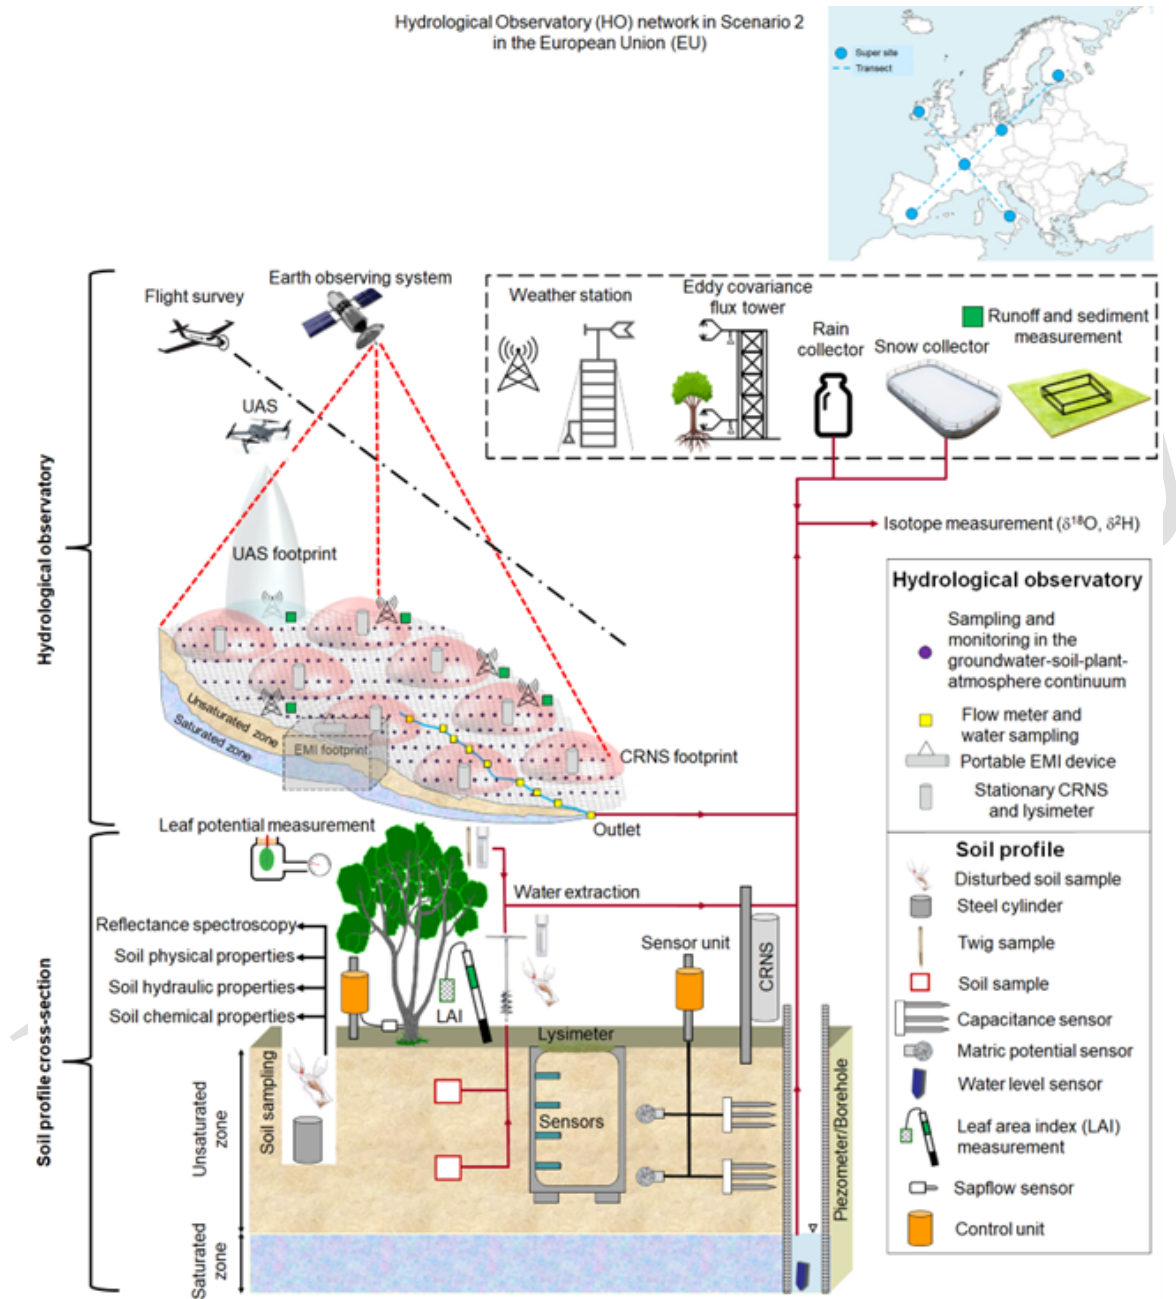 Hydrological Observatory (HO) network in Scenario 2
in the European Union (EU)
Super site
Transect
Hydrological observatory
Flight survey
Earth observing system
UAS
UAS footprint
Weather station
Eddy covariance
flux tower
Rain
collector
Snow collector
Runoff and sediment
measurement
Isotope measurement (δ¹⁸O, δ²H)
Unsaturated zone
Saturated zone
EMI footprint
CRNS footprint
Outlet
Hydrological observatory
Sampling and
monitoring in the
groundwater-soil-plant-
atmosphere continuum
Flow meter and
water sampling
Portable EMI device
Stationary CRNS
and lysimeter
Soil profile cross-section
Leaf potential measurement
Water extraction
Reflectance spectroscopy
Soil physical properties
Soil hydraulic properties
Soil chemical properties
LAI
Sensor unit
CRNS
Lysimeter
Soil sampling
Sensors
Unsaturated
zone
Saturated
zone
Piezometer/Borehole
Soil profile
Disturbed soil sample
Steel cylinder
Twig sample
Soil sample
Capacitance sensor
Matric potential sensor
Water level sensor
Leaf area index (LAI)
measurement
Sapflow sensor
Control unit